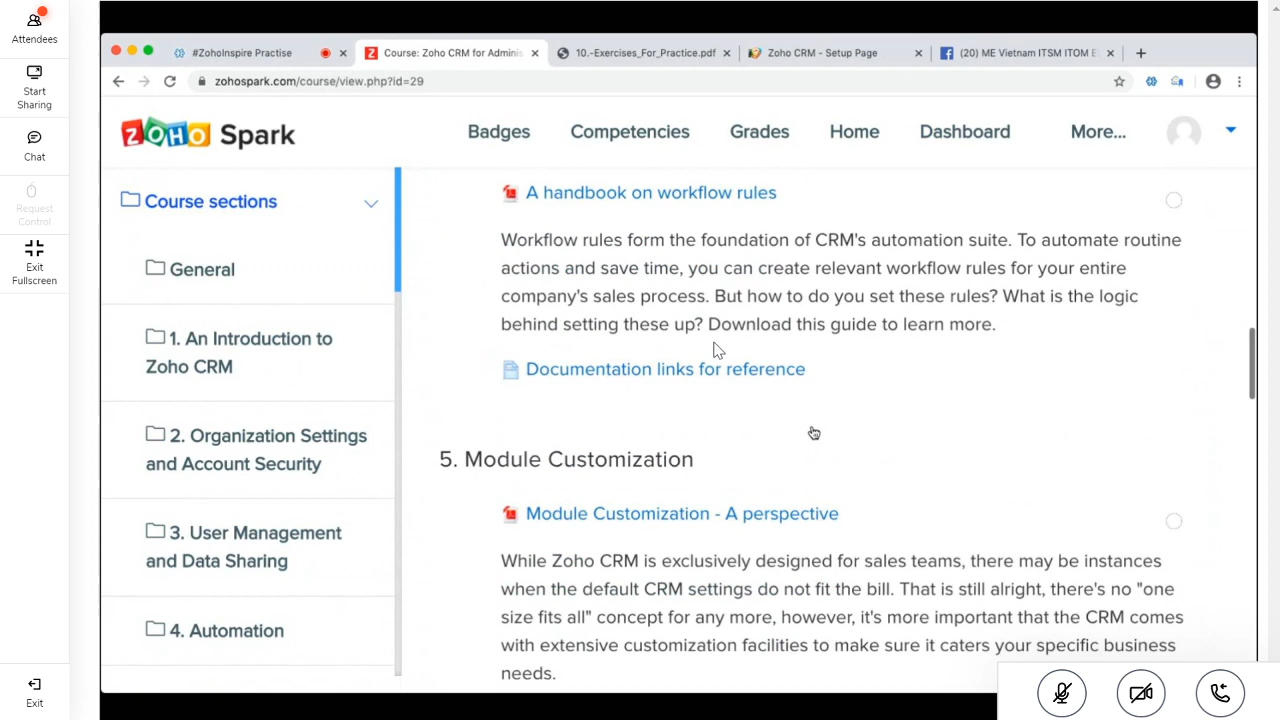 Attendees
Start
Sharing
Chat
Request
Control
Exit
Fullscreen
Exit
#ZohoInspire Practise
Course: Zoho CRM for Adminis
10.-Exercises_For_Practice.pdf
Zoho CRM - Setup Page
(20) ME Vietnam ITSM ITOM E
zohospark.com/course/view.php?id=29
ZOHO Spark
Badges
Competencies
Grades
Home
Dashboard
More...
Course sections
General
1. An Introduction to
Zoho CRM
2. Organization Settings
and Account Security
3. User Management
and Data Sharing
4. Automation
A handbook on workflow rules
Workflow rules form the foundation of CRM's automation suite. To automate routine
actions and save time, you can create relevant workflow rules for your entire
company's sales process. But how to do you set these rules? What is the logic
behind setting these up? Download this guide to learn more.
Documentation links for reference
5. Module Customization
Module Customization - A perspective
While Zoho CRM is exclusively designed for sales teams, there may be instances
when the default CRM settings do not fit the bill. That is still alright, there's no "one
size fits all" concept for any more, however, it's more important that the CRM comes
with extensive customization facilities to make sure it caters your specific business
needs.